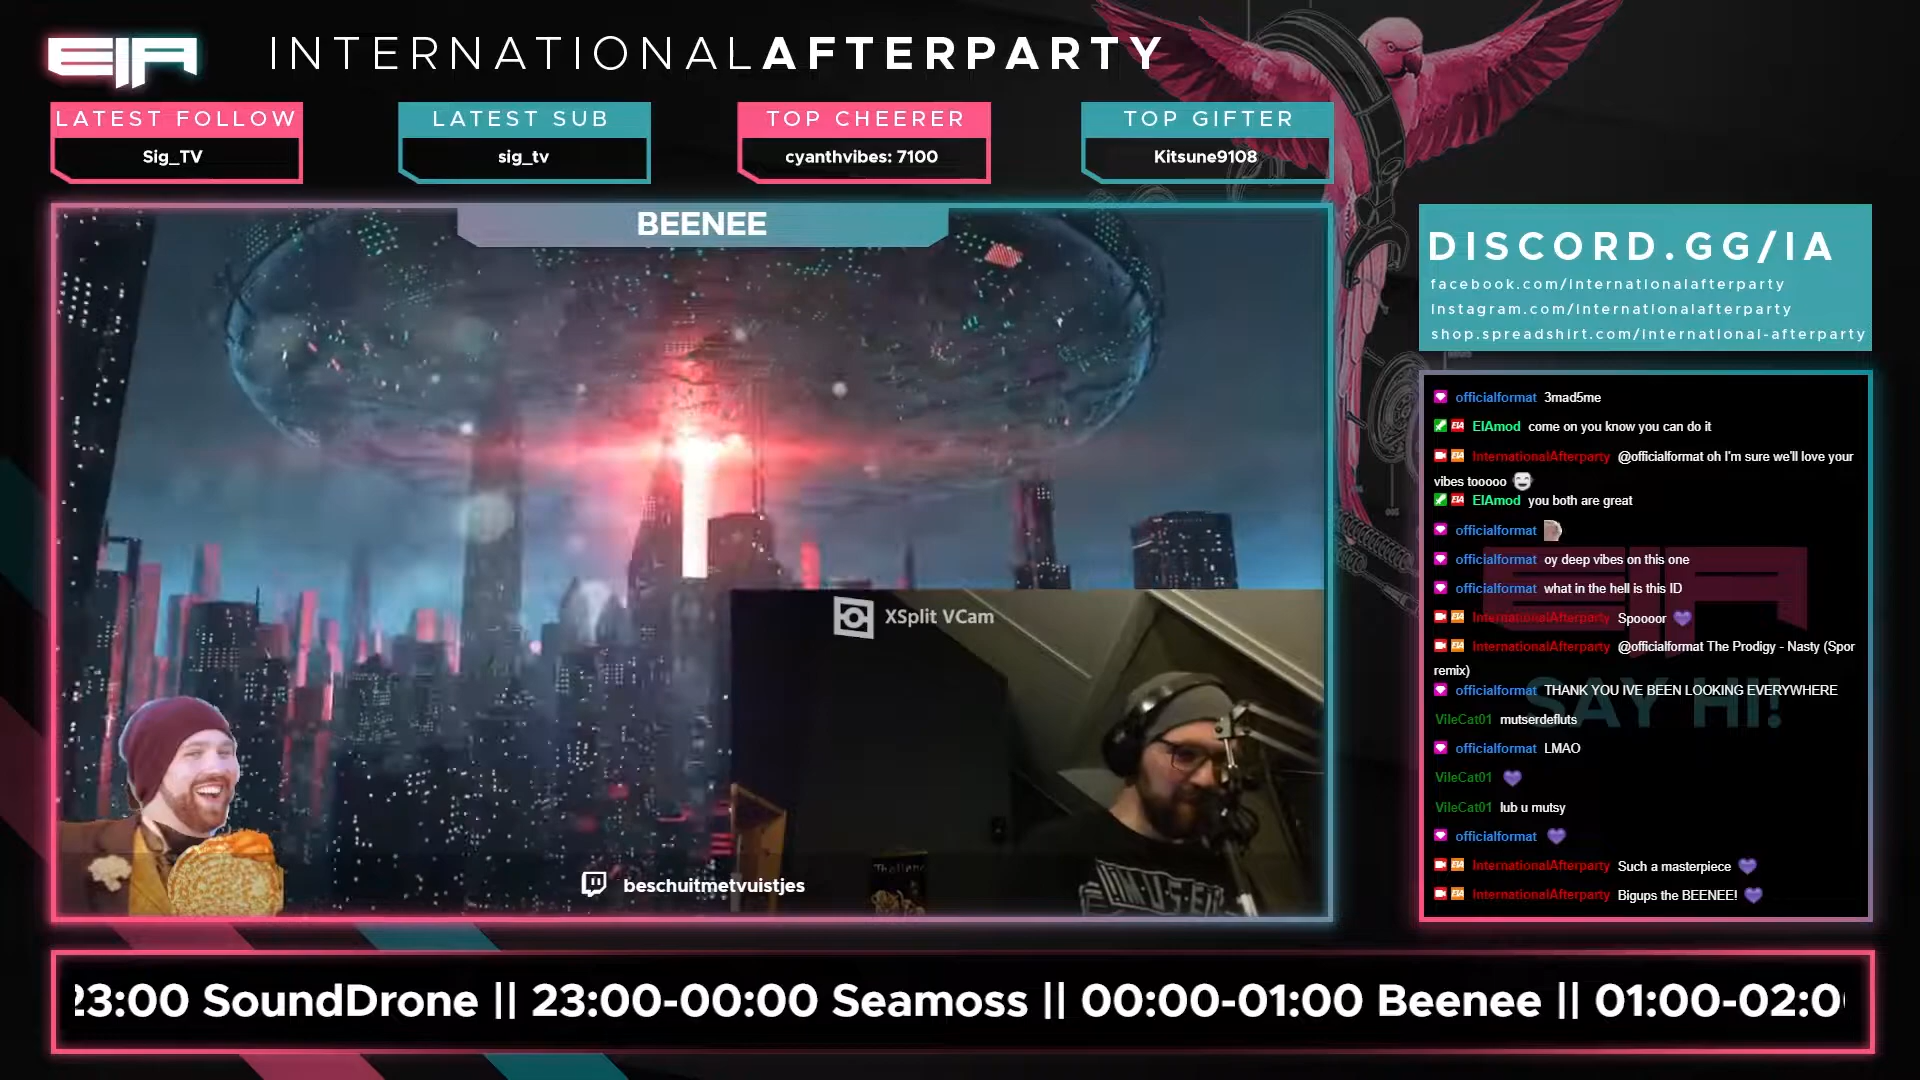 EIA
INTERNATIONALAFTERPARTY
LATEST FOLLOW
Sig_TV
LATEST SUB
sig_tv
TOP CHEERER
cyanthvibes: 7100
TOP GIFTER
Kitsune9108
BEENEE
XSplit VCam
beschuitmetvuistjes
DISCORD.GG/IA
facebook.com/internationalafterparty
instagram.com/internationalafterparty
shop.spreadshirt.com/international-afterparty
officialformat 3mad5me
EIAmod come on you know you can do it
InternationalAfterparty @officialformat oh I'm sure we'll love your
vibes tooooo
EIAmod you both are great
officialformat
officialformat oy deep vibes on this one
officialformat what in the hell is this ID
InternationalAfterparty Spoooor
InternationalAfterparty @officialformat The Prodigy - Nasty (Spor
remix)
officialformat THANK YOU IVE BEEN LOOKING EVERYWHERE
VileCat01 mutserdefluts
officialformat LMAO
VileCat01
VileCat01 lub u mutsy
officialformat
InternationalAfterparty Such a masterpiece
InternationalAfterparty Bigups the BEENEE!
SAY HI!
23:00 SoundDrone || 23:00-00:00 Seamoss || 00:00-01:00 Beenee || 01:00-02:0